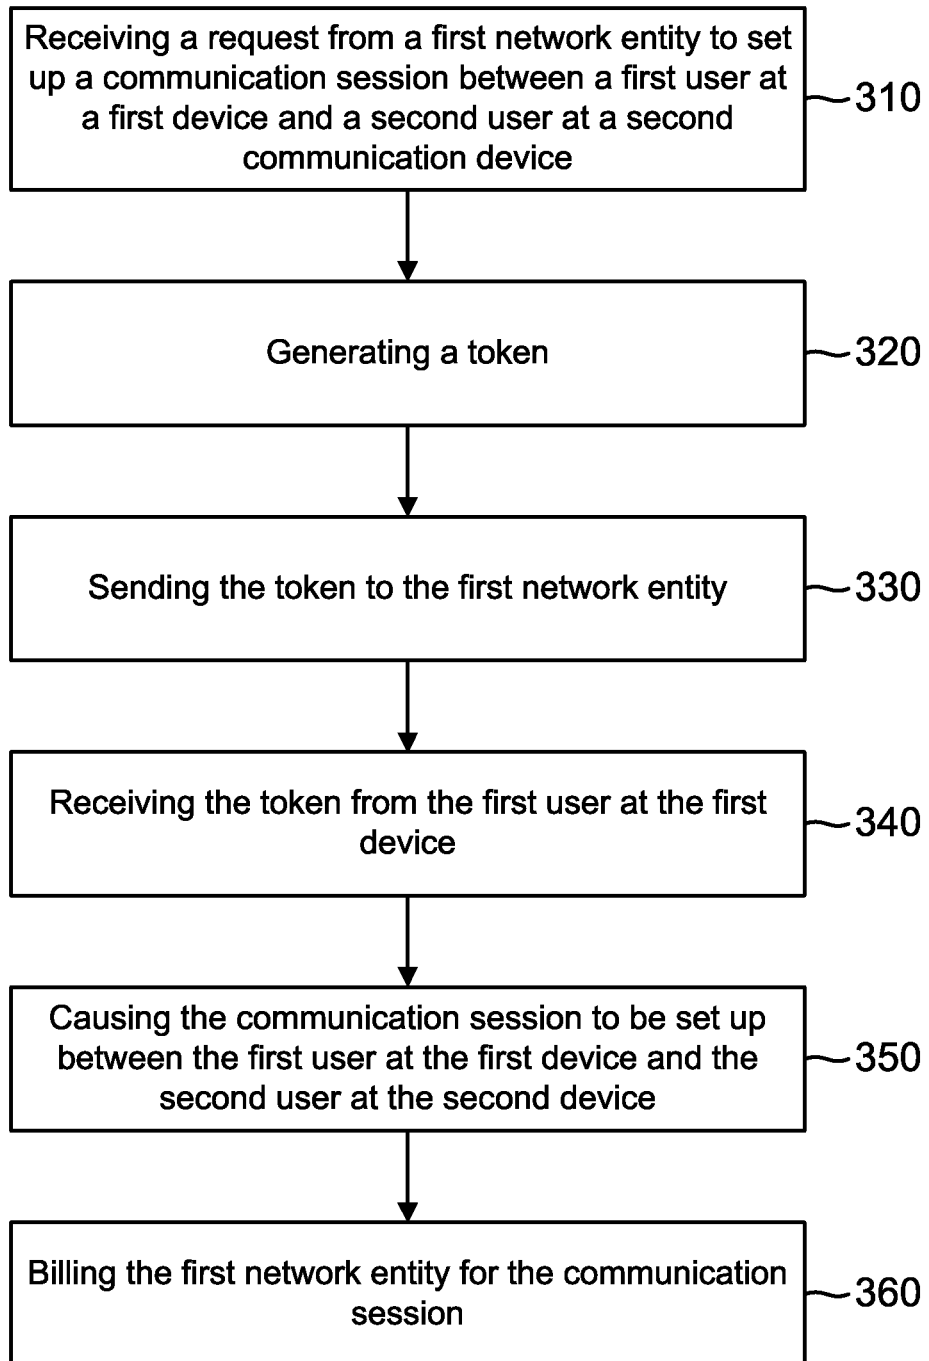 Receiving a request from a first network entity to set
up a communication session between a first user at
a first device and a second user at a second
communication device
310
Generating a token
320
Sending the token to the first network entity
330
Receiving the token from the first user at the first
device
340
Causing the communication session to be set up
between the first user at the first device and the
second user at the second device
350
Billing the first network entity for the communication
session
360